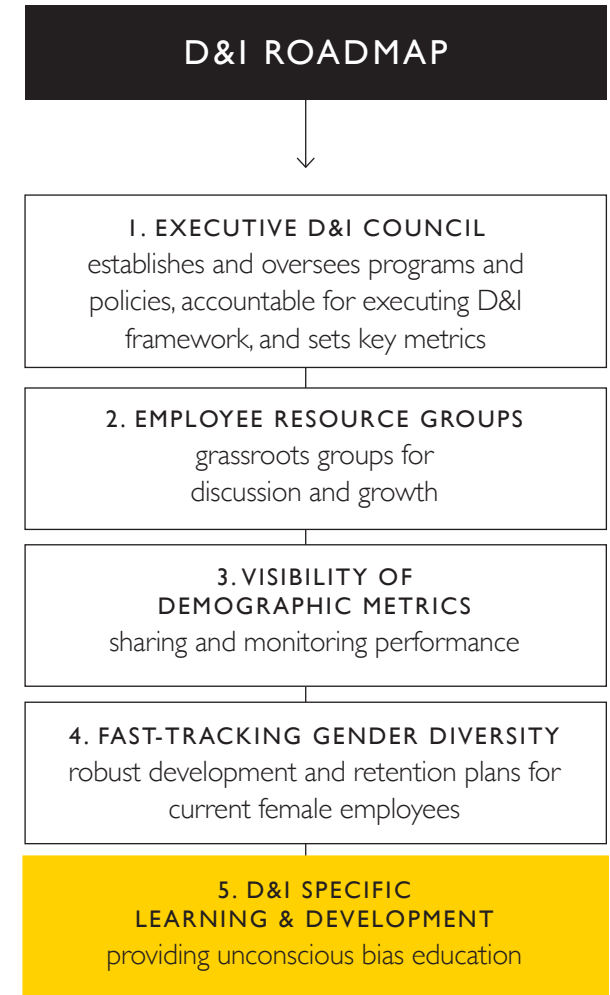 D&I ROADMAP
1. EXECUTIVE D&I COUNCIL
establishes and oversees programs and
policies, accountable for executing D&I
framework, and sets key metrics
2. EMPLOYEE RESOURCE GROUPS
grassroots groups for
discussion and growth
3. VISIBILITY OF
DEMOGRAPHIC METRICS
sharing and monitoring performance
4. FAST-TRACKING GENDER DIVERSITY
robust development and retention plans for
current female employees
5. D&I SPECIFIC
LEARNING & DEVELOPMENT
providing unconscious bias education